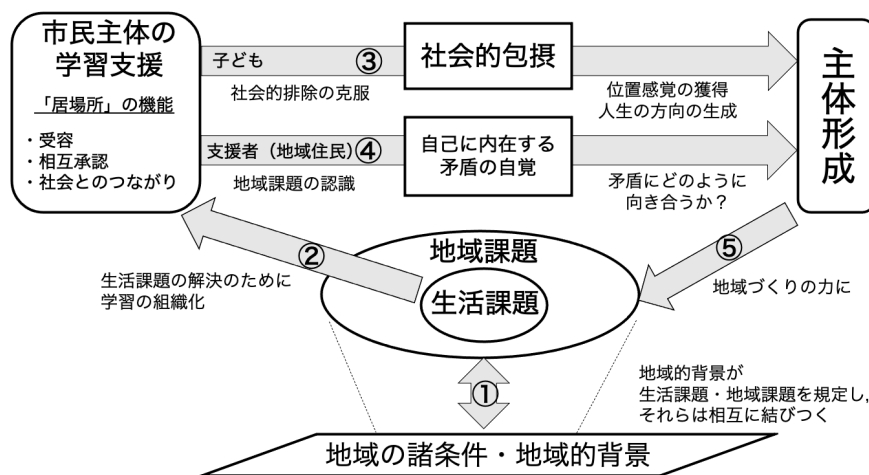 市民主体の
学習支援
「居場所」の機能
・受容
・相互承認
・社会とのつながり
子ども
③
社会的排除の克服
社会的包摂
位置感覚の獲得
人生の方向の生成
支援者（地域住民）
④
地域課題の認識
自己に内在する
矛盾の自覚
矛盾にどのように
向き合うか？
主体形成
②
生活課題の解決のために
学習の組織化
地域課題
生活課題
⑤
地域づくりの力に
①
地域的背景が
生活課題・地域課題を規定し,
それらは相互に結びつく
地域の諸条件・地域的背景